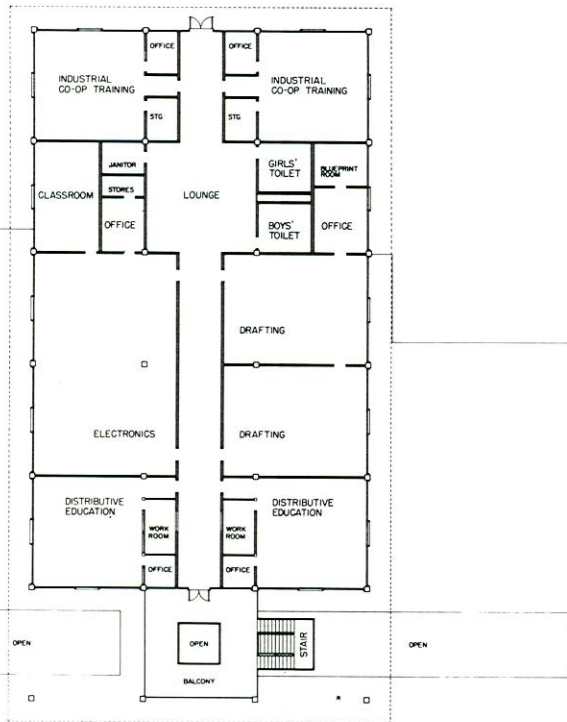 OFFICE
OFFICE
INDUSTRIAL
CO-OP TRAINING
INDUSTRIAL
CO-OP TRAINING
STG
STG
JANITOR
GIRLS'
TOILET
BLUEPRINT
ROOM
STORES
CLASSROOM
LOUNGE
OFFICE
BOYS'
TOILET
OFFICE
DRAFTING
ELECTRONICS
DRAFTING
DISTRIBUTIVE
EDUCATION
DISTRIBUTIVE
EDUCATION
WORK
ROOM
WORK
ROOM
OFFICE
OFFICE
OPEN
OPEN
STAIR
OPEN
BALCONY